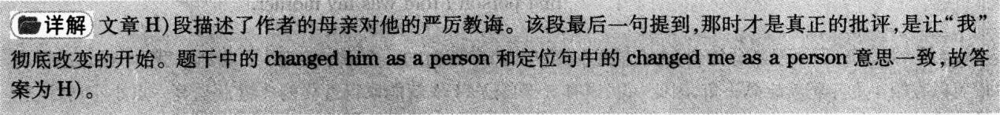 详解 文章 H)段描述了作者的母亲对他的严厉教诲。该段最后一句提到,那时才是真正的批评,是让“我”
彻底改变的开始。题干中的 changed him as a person 和定位句中的 changed me as a person 意思一致,故答
案为 H)。